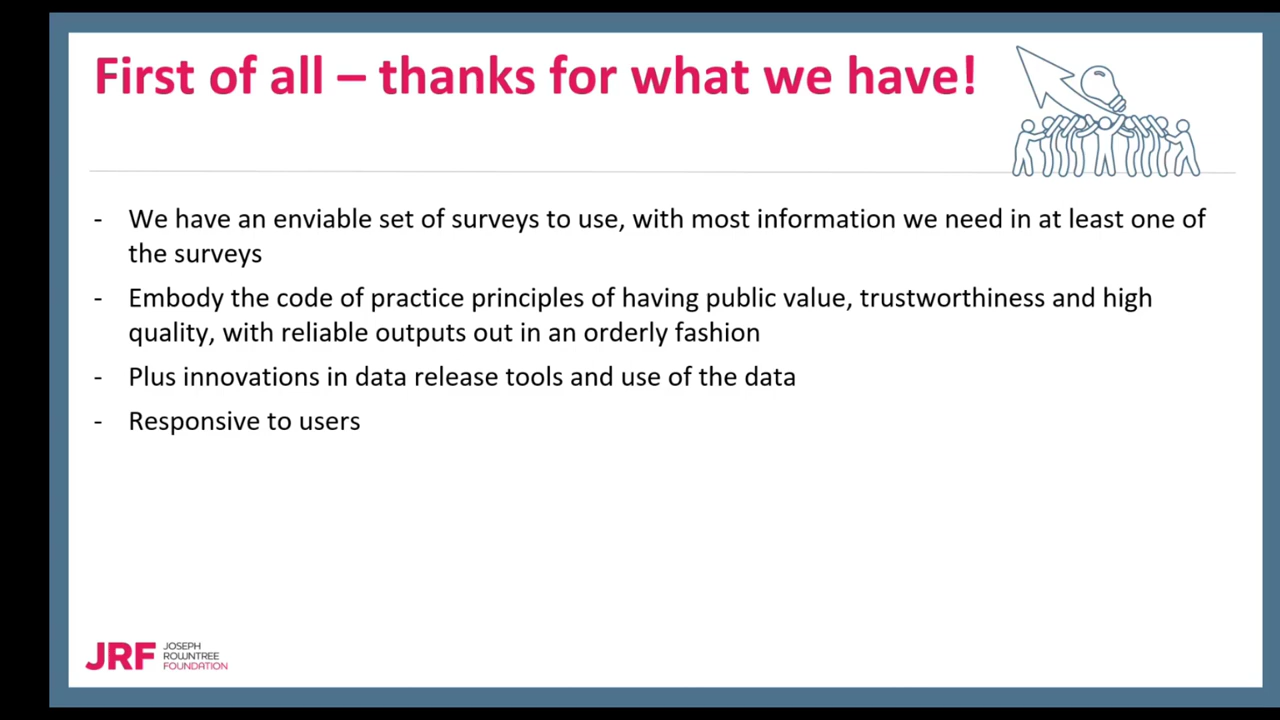 First of all – thanks for what we have!
- We have an enviable set of surveys to use, with most information we need in at least one of
the surveys
- Embody the code of practice principles of having public value, trustworthiness and high
quality, with reliable outputs out in an orderly fashion
- Plus innovations in data release tools and use of the data
- Responsive to users
JRF
JOSEPH
ROWNTREE
FOUNDATION